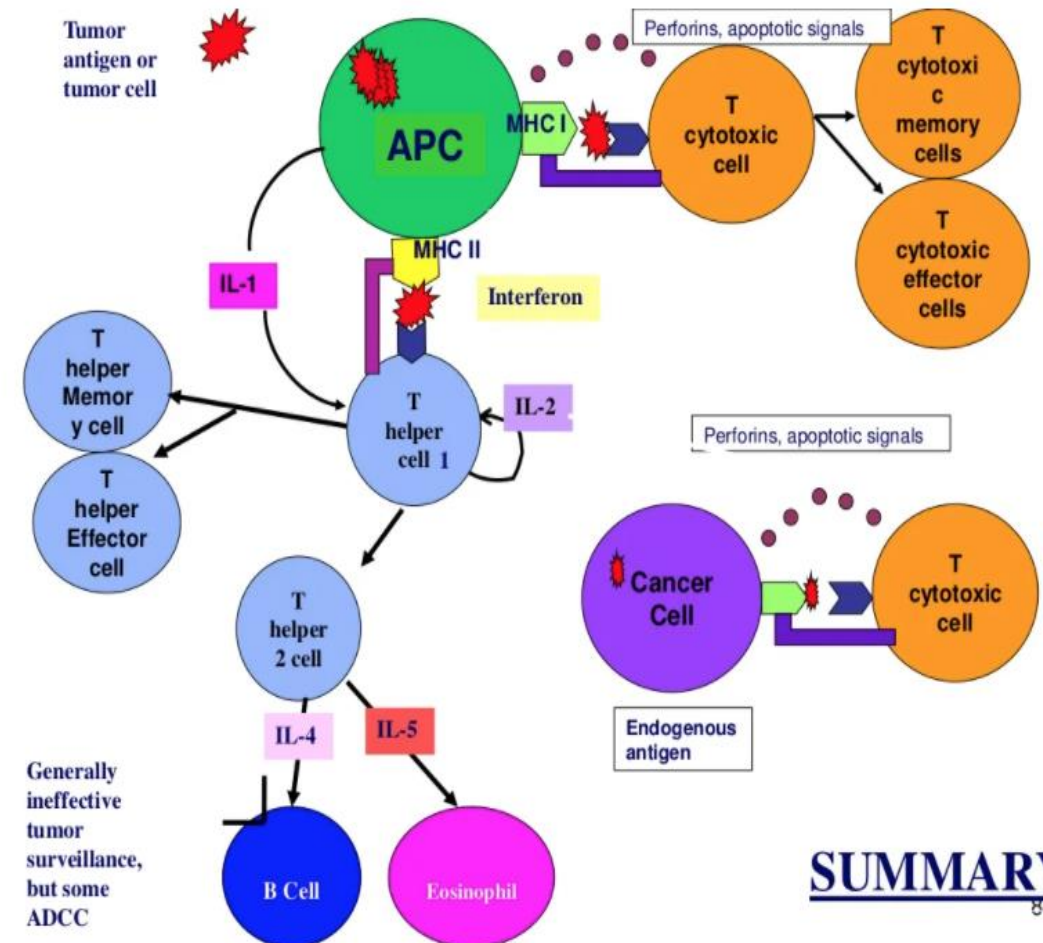 Tumor
antigen or
tumor cell
APC
MHC I
Perforins, apoptotic signals
T
cytotoxic
cell
T
cytotoxi
c
memory
cells
T
cytotoxic
effector
cells
MHC II
IL-1
Interferon
T
helper
Memor
y cell
T
helper
Effector
cell
T
helper
cell 1
IL-2
Perforins, apoptotic signals
Cancer
Cell
T
cytotoxic
cell
Endogenous
antigen
T
helper
2 cell
IL-4
IL-5
Generally
ineffective
tumor
surveillance,
but some
ADCC
B Cell
Eosinophil
SUMMARY